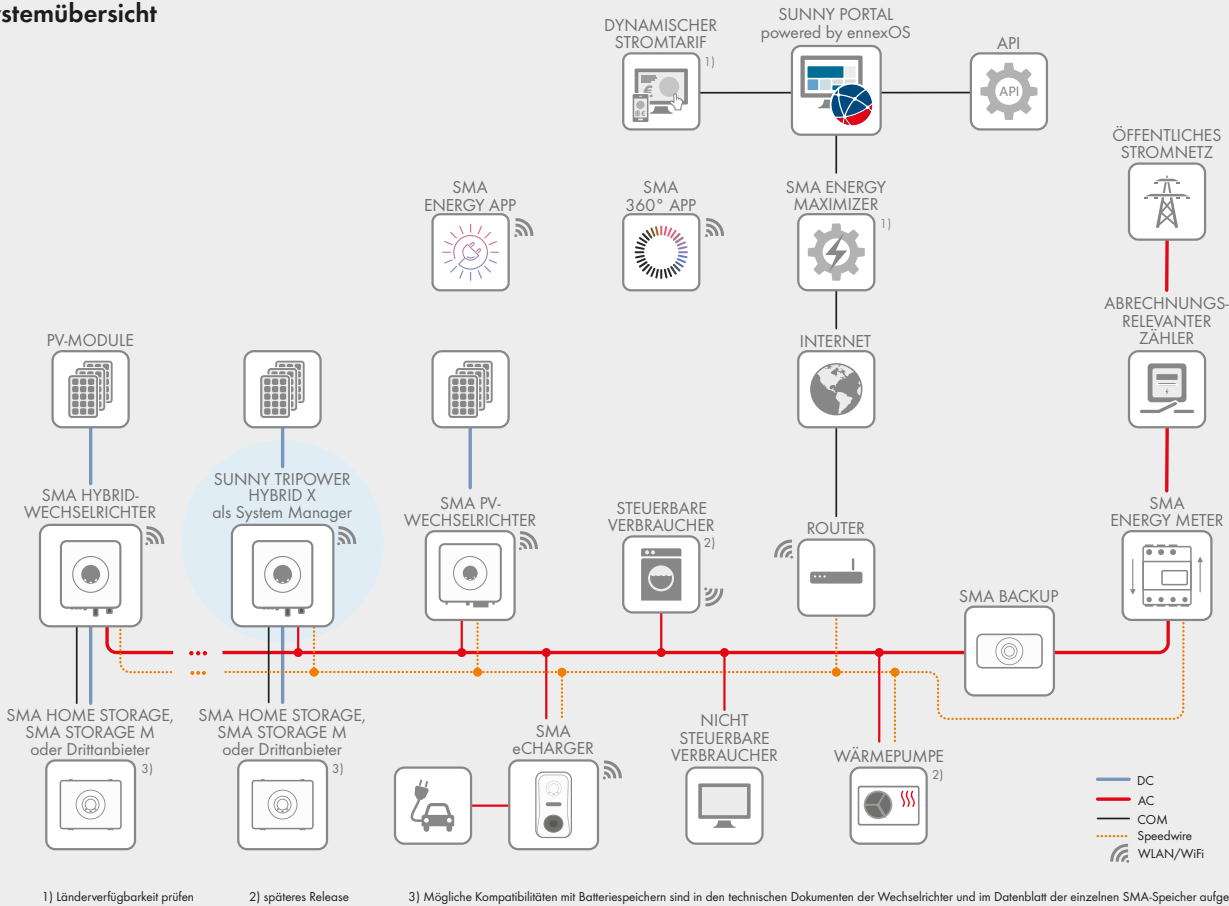 stemübersicht
DYNAMISCHER
STROMTARIF
1)
SUNNY PORTAL
powered by ennexOS
API
API
ÖFFENTLICHES
STROMNETZ
SMA
ENERGY APP
SMA
360° APP
SMA ENERGY
MAXIMIZER
1)
ABRECHNUNGS-
RELEVANTER
ZÄHLER
PV-MODULE
INTERNET
SMA HYBRID-
WECHSELRICHTER
SUNNY TRIPOWER
HYBRID X
als System Manager
SMA PV-
WECHSELRICHTER
STEUERBARE
VERBRAUCHER
2)
ROUTER
SMA
ENERGY METER
SMA BACKUP
SMA HOME STORAGE,
SMA STORAGE M
oder Drittanbieter
3)
SMA HOME STORAGE,
SMA STORAGE M
oder Drittanbieter
3)
SMA
eCHARGER
NICHT
STEUERBARE
VERBRAUCHER
WÄRMEPUMPE
2)
DC
AC
COM
Speedwire
WLAN/WiFi
1) Länderverfügbarkeit prüfen
2) späteres Release
3) Mögliche Kompatibilitäten mit Batteriespeichern sind in den technischen Dokumenten der Wechselrichter und im Datenblatt der einzelnen SMA-Speicher aufge